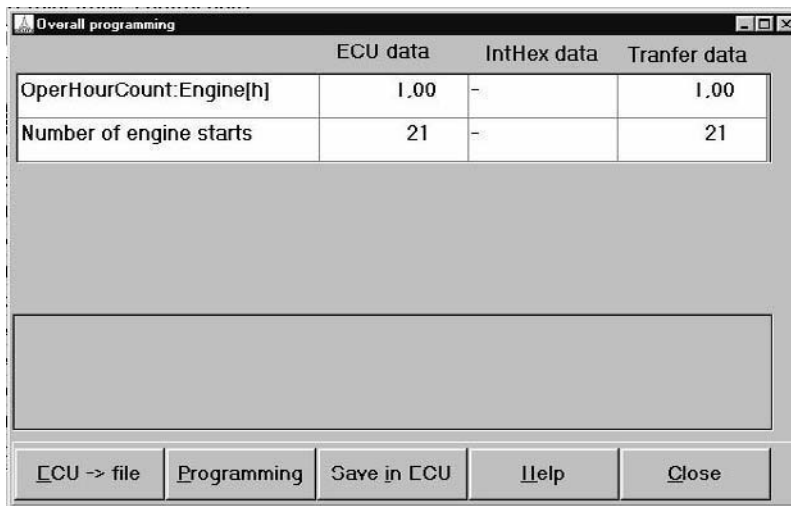 Overall programming
ECU data IntHex data Tranfer data
OperHourCount:Engine[h] 1,00 - 1,00
Number of engine starts 21 - 21
ECU -> file Programming Save in ECU Help Close